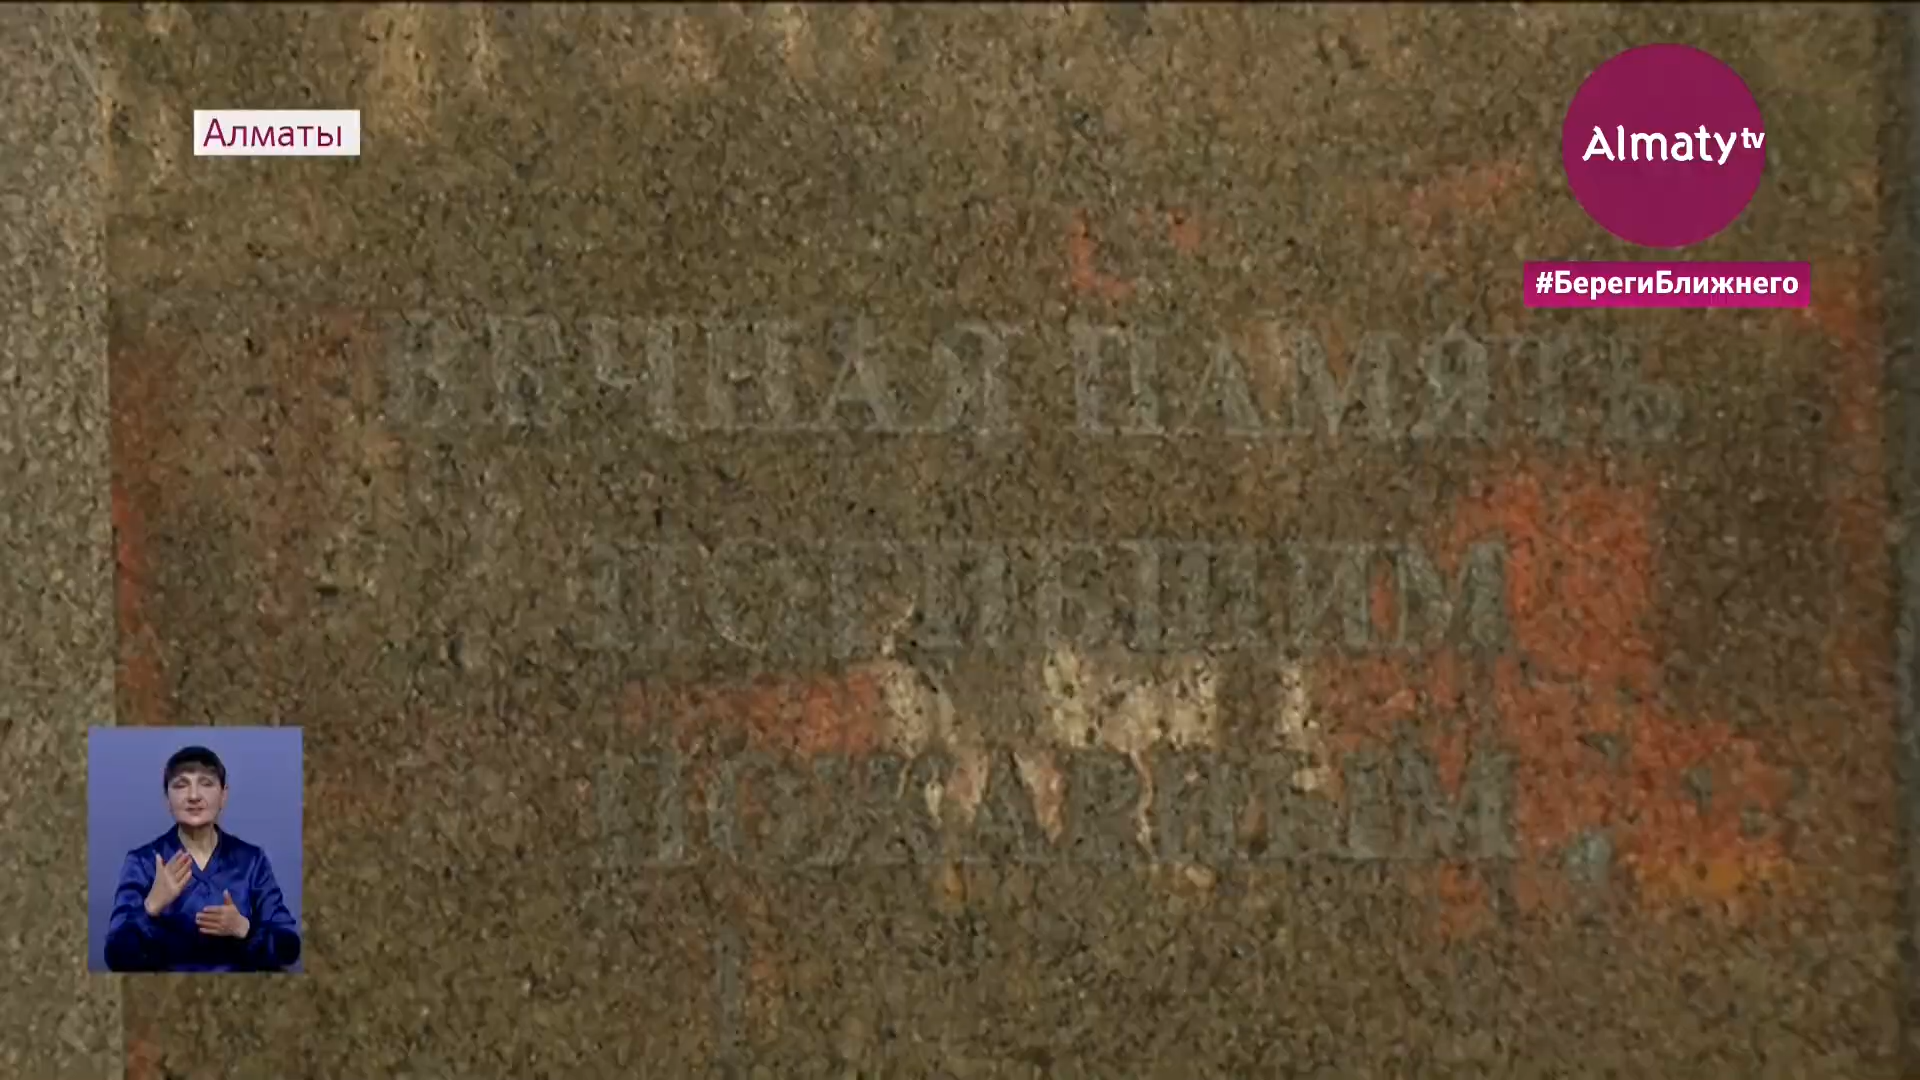 Алматы
Almaty tv
#БерегиБлижнего
ВЕЧНАЯ ПАМЯТЬ
ПОГИБШИМ
ПОЖАРНЫМ